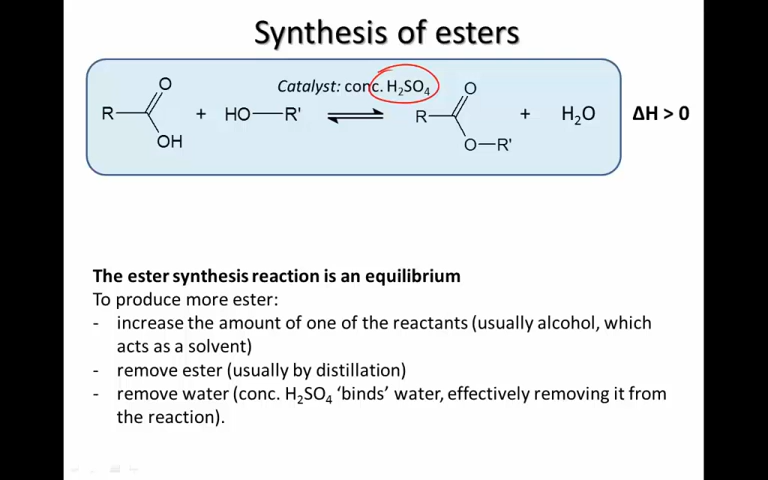 Synthesis of esters
Catalyst: conc. H₂SO₄
R O OH + HO R' ⇌ R O O R' + H₂O ΔH > 0
The ester synthesis reaction is an equilibrium
To produce more ester:
- increase the amount of one of the reactants (usually alcohol, which
acts as a solvent)
- remove ester (usually by distillation)
- remove water (conc. H₂SO₄ ‘binds’ water, effectively removing it from
the reaction).